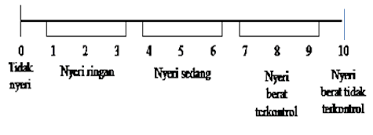 0 1 2 3 4 5 6 7 8 9 10
Tidak nyeri
Nyeri ringan
Nyeri sedang
Nyeri berat terkontrol
Nyeri berat tidak terkontrol